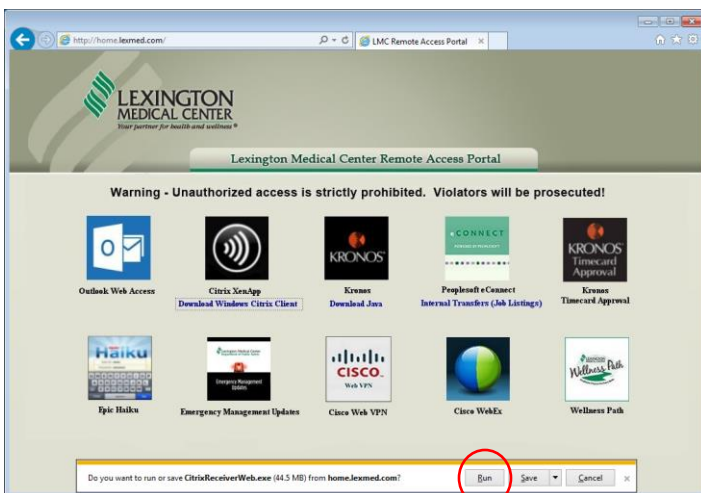 http://home.lexmed.com/
LMC Remote Access Portal
LEXINGTON
MEDICAL CENTER
Your partner for health and wellness ®
Lexington Medical Center Remote Access Portal
Warning - Unauthorized access is strictly prohibited. Violators will be prosecuted!
KRONOS
CONNECT
KRONOS
Timecard
Approval
Outlook Web Access
Citrix XenApp
Download Windows Citrix Client
Kronos
Download Java
Peoplesoft eConnect
Internal Transfers (Job Listings)
Kronos
Timecard Approval
Haiku
Emergency Management
Updates
CISCO
Web VPN
Wellness Path
Epic Haiku
Emergency Management Updates
Cisco Web VPN
Cisco WebEx
Wellness Path
Do you want to run or save CitrixReceiverWeb.exe (44.5 MB) from home.lexmed.com?
Run
Save
Cancel